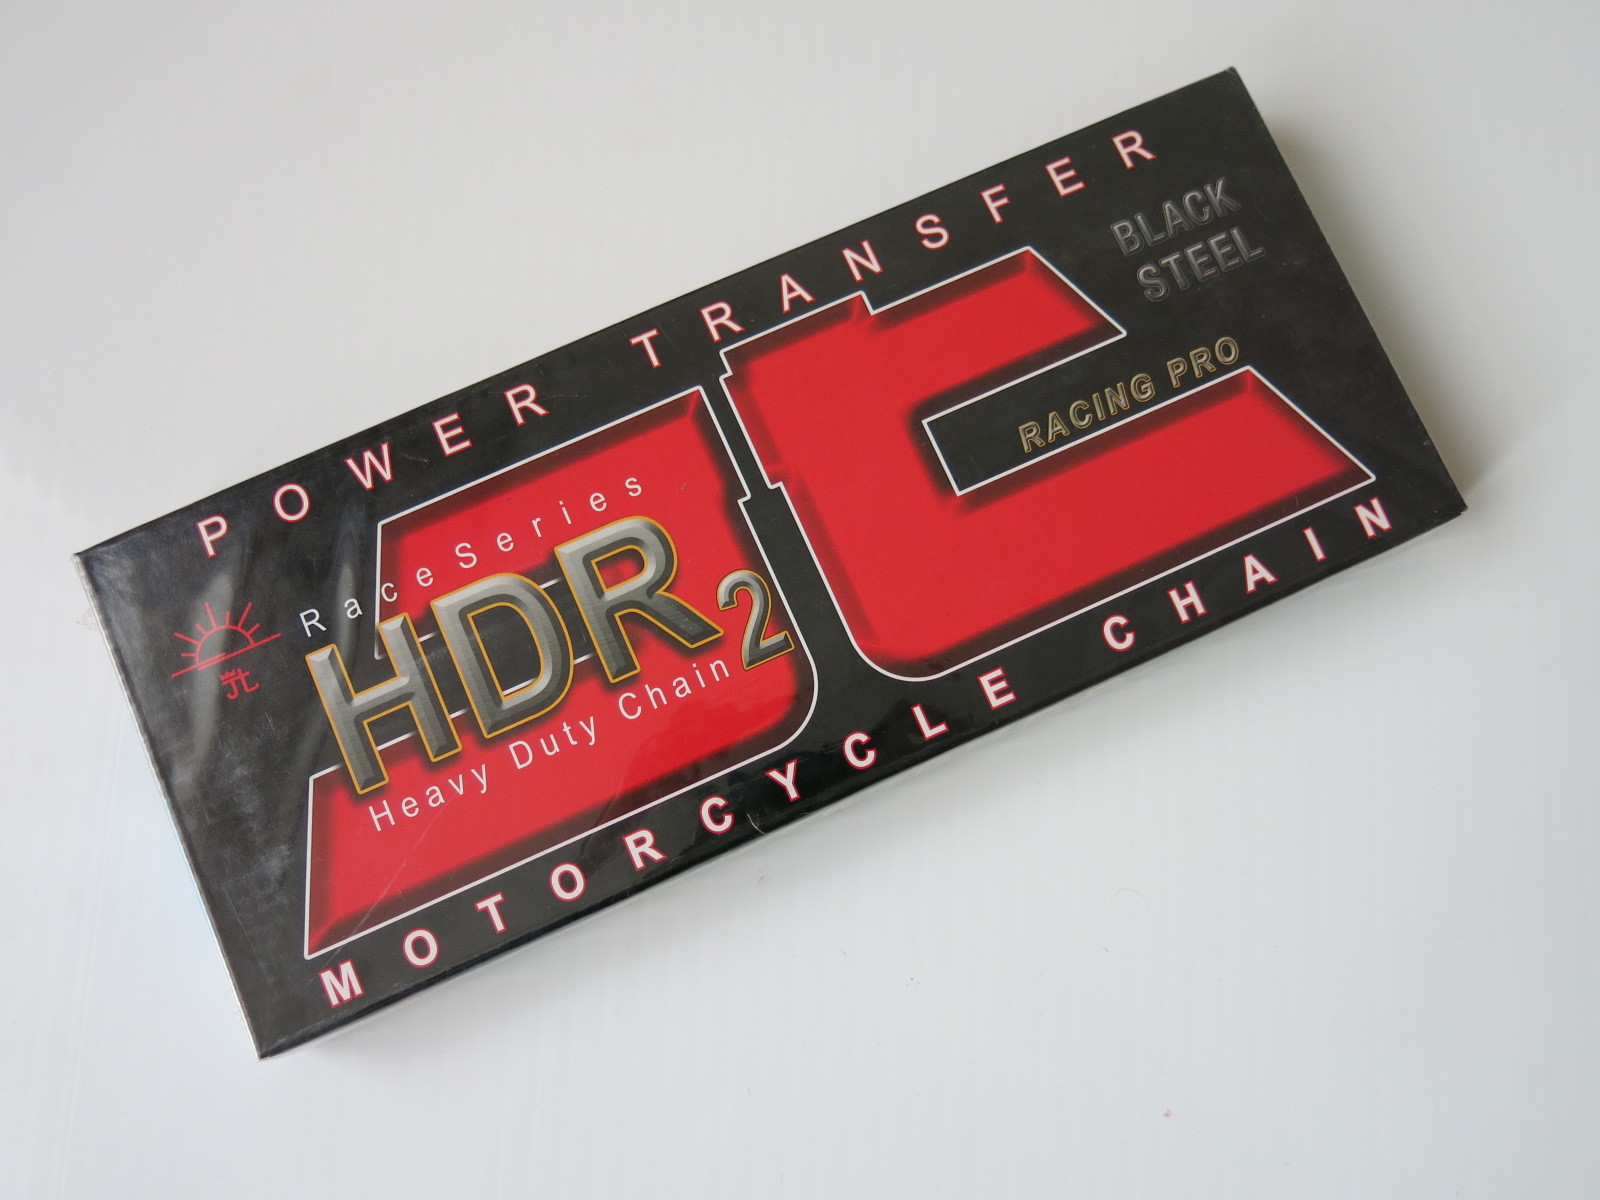 POWER TRANSFER
BLACK
STEEL
RACING PRO
Race Series
HDR2
Heavy Duty Chain
MOTORCYCLE CHAIN